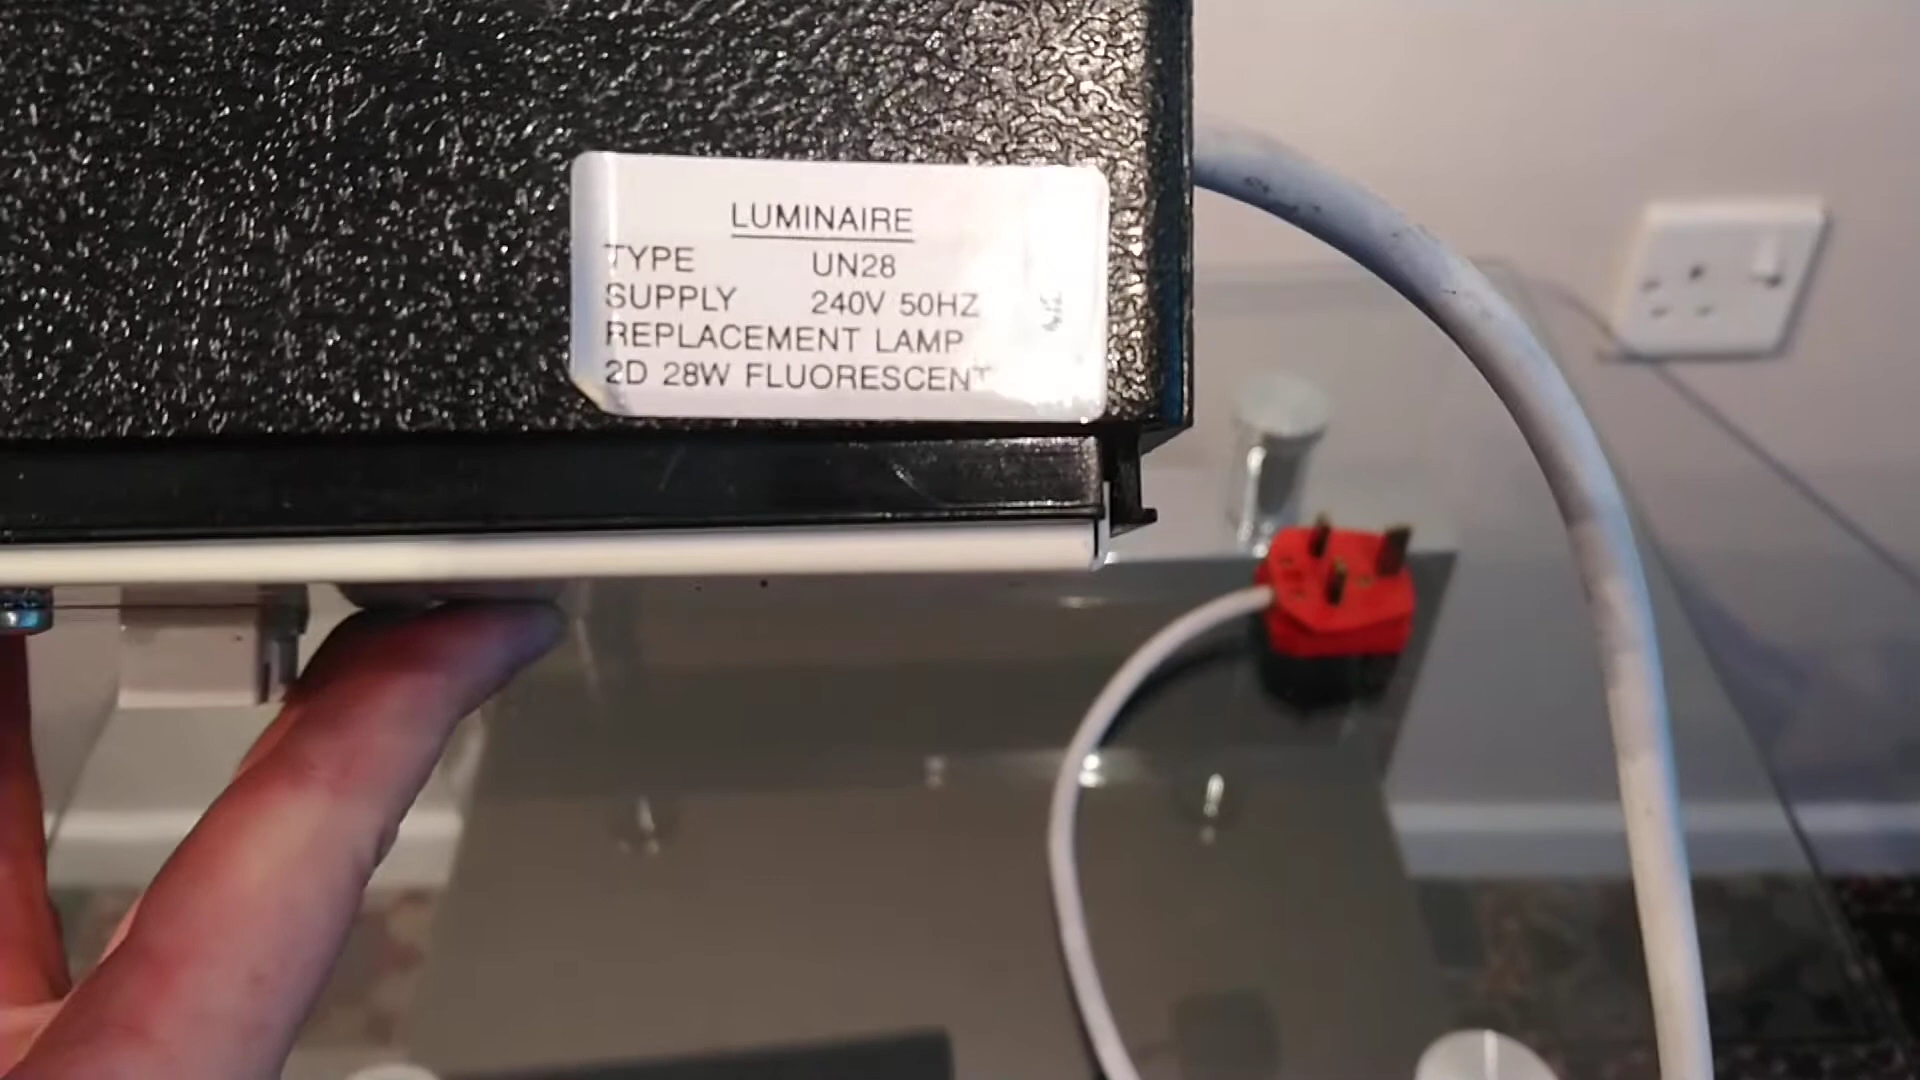 LUMINAIRE
TYPE UN28
SUPPLY 240V 50HZ
REPLACEMENT LAMP
2D 28W FLUORESCENT